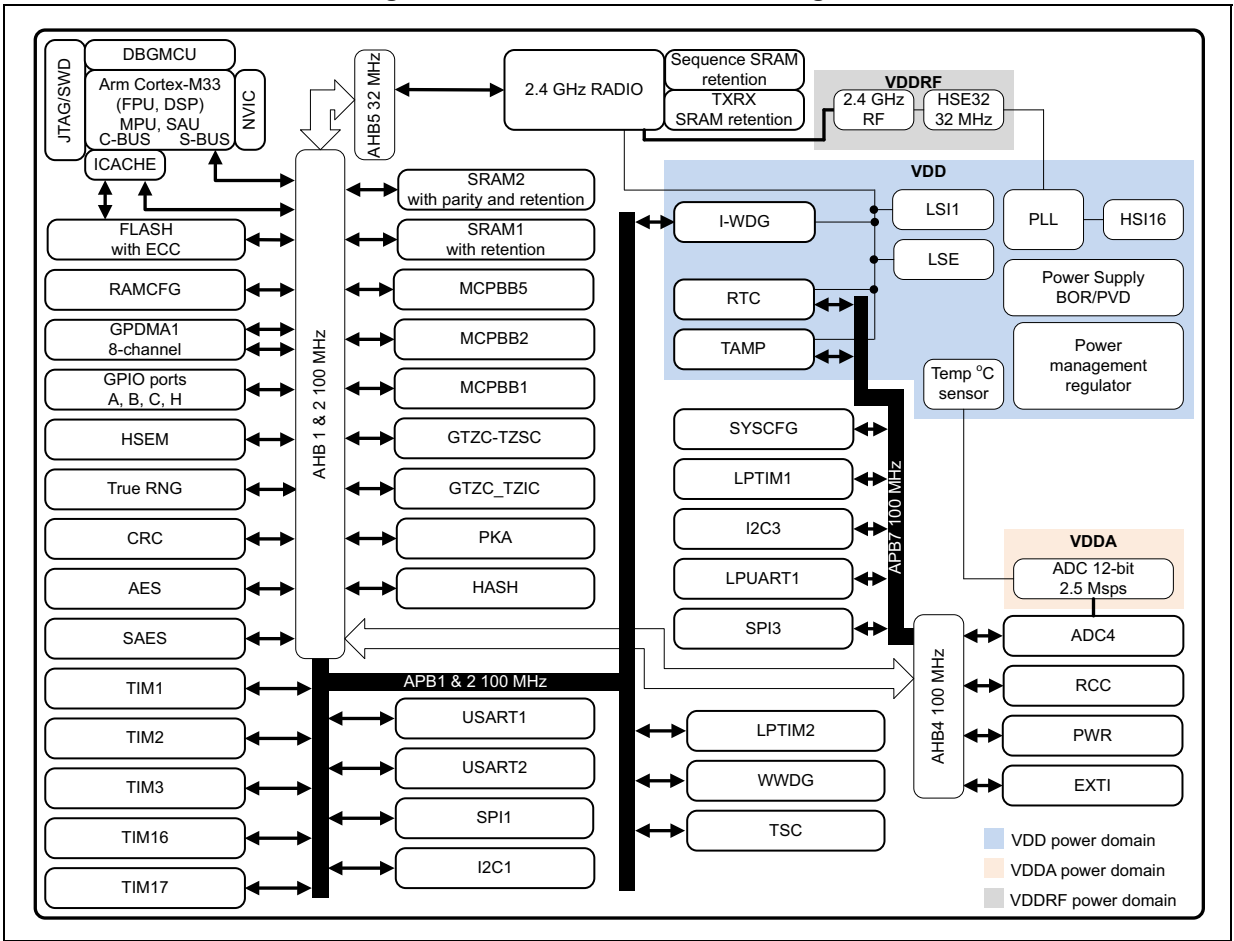 JTAG/SWD
DBGMCU
Arm Cortex-M33
(FPU, DSP)
MPU, SAU
C-BUS S-BUS
NVIC
ICACHE
AHB5 32 MHz
2.4 GHz RADIO
Sequence SRAM
retention
TXRX
SRAM retention
VDDRF
2.4 GHz
RF
HSE32
32 MHz
FLASH
with ECC
RAMCFG
GPDMA1
8-channel
GPIO ports
A, B, C, H
HSEM
True RNG
CRC
AES
SAES
TIM1
TIM2
TIM3
TIM16
TIM17
AHB 1 & 2 100 MHz
SRAM2
with parity and retention
SRAM1
with retention
MCPBB5
MCPBB2
MCPBB1
GTZC-TZSC
GTZC_TZIC
PKA
HASH
APB1 & 2 100 MHz
USART1
USART2
SPI1
I2C1
VDD
I-WDG
RTC
TAMP
LSI1
LSE
PLL
HSI16
Power Supply
BOR/PVD
Power
management
regulator
Temp °C
sensor
SYSCFG
LPTIM1
I2C3
LPUART1
SPI3
APB7 100 MHz
VDDA
ADC 12-bit
2.5 Msps
AHB4 100 MHz
ADC4
RCC
PWR
EXTI
LPTIM2
WWDG
TSC
VDD power domain
VDDA power domain
VDDRF power domain